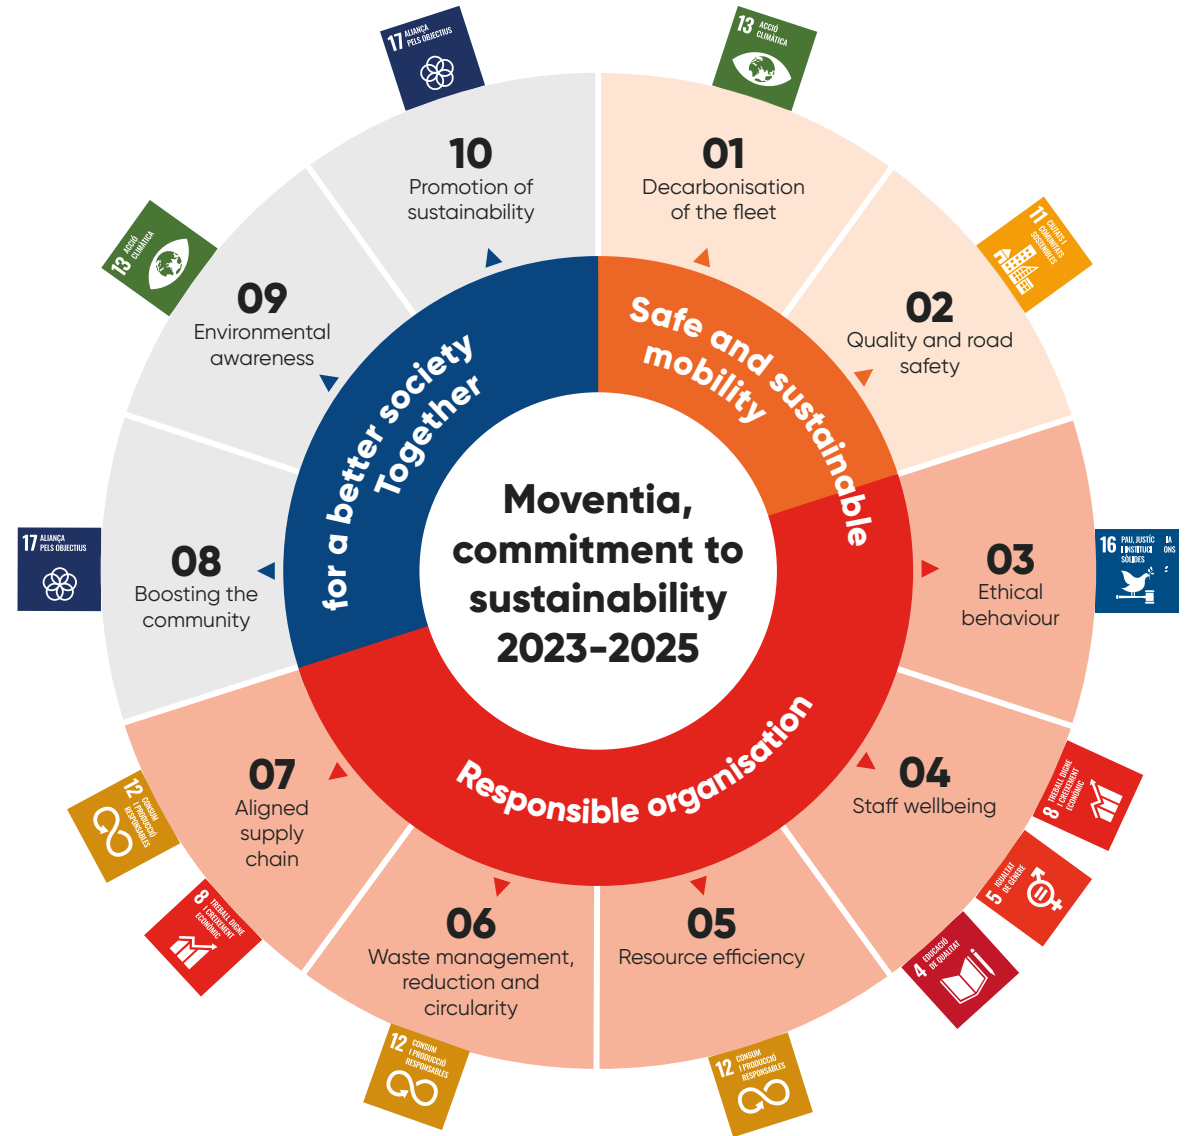 Moventia,
commitment to
sustainability
2023-2025
Safe and sustainable
mobility
Responsible organisation
Together
for a better society
01
Decarbonisation
of the fleet
13 ACCIÓ
CLIMÀTICA
02
Quality and road
safety
11 CIUTATS I
COMUNITATS
SOSTENIBLES
03
Ethical
behaviour
16 PAU, JUSTÍC IA
I INSTITUCI ONS
SÒLIDES
04
Staff wellbeing
8 TREBALL DIGNE
I CREIXEMENT
ECONÒMIC
5 IGUALTAT
DE GÈNERE
4 EDUCACIÓ
DE QUALITAT
05
Resource efficiency
12 CONSUM
I PRODUCCIÓ
RESPONSABLES
06
Waste management,
reduction and
circularity
12 CONSUM
I PRODUCCIÓ
RESPONSABLES
07
Aligned
supply
chain
8 TREBALL DIGNE
I CREIXEMENT
ECONÒMIC
12 CONSUM
I PRODUCCIÓ
RESPONSABLES
08
Boosting the
community
17 ALIANÇA
PELS OBJECTIUS
09
Environmental
awareness
13 ACCIÓ
CLIMÀTICA
10
Promotion of
sustainability
17 ALIANÇA
PELS OBJECTIUS